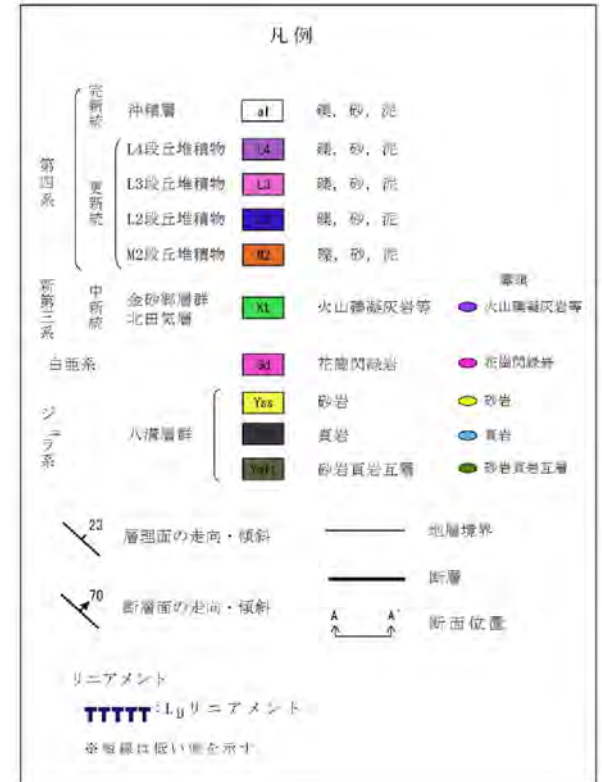 凡例
第四系
完新統
沖積層 al 礫, 砂, 泥
更新統
L4段丘堆積物 L4 礫, 砂, 泥
L3段丘堆積物 L3 礫, 砂, 泥
L2段丘堆積物 礫, 砂, 泥
M2段丘堆積物 M2 礫, 砂, 泥
新第三系
中新統
金砂郷層群
北田気層
Kt 火山礫凝灰岩等
露頭
火山礫凝灰岩等
白亜系 Gd 花崗閃緑岩 花崗閃緑岩
ジュラ系
八溝層群
Yss 砂岩 砂岩
頁岩 頁岩
砂岩頁岩互層 砂岩頁岩互層
23 層理面の走向・傾斜 地層境界
断層
70 断層面の走向・傾斜 A A' 断面位置
リニアメント
:LDリニアメント
※短線は低い側を示す